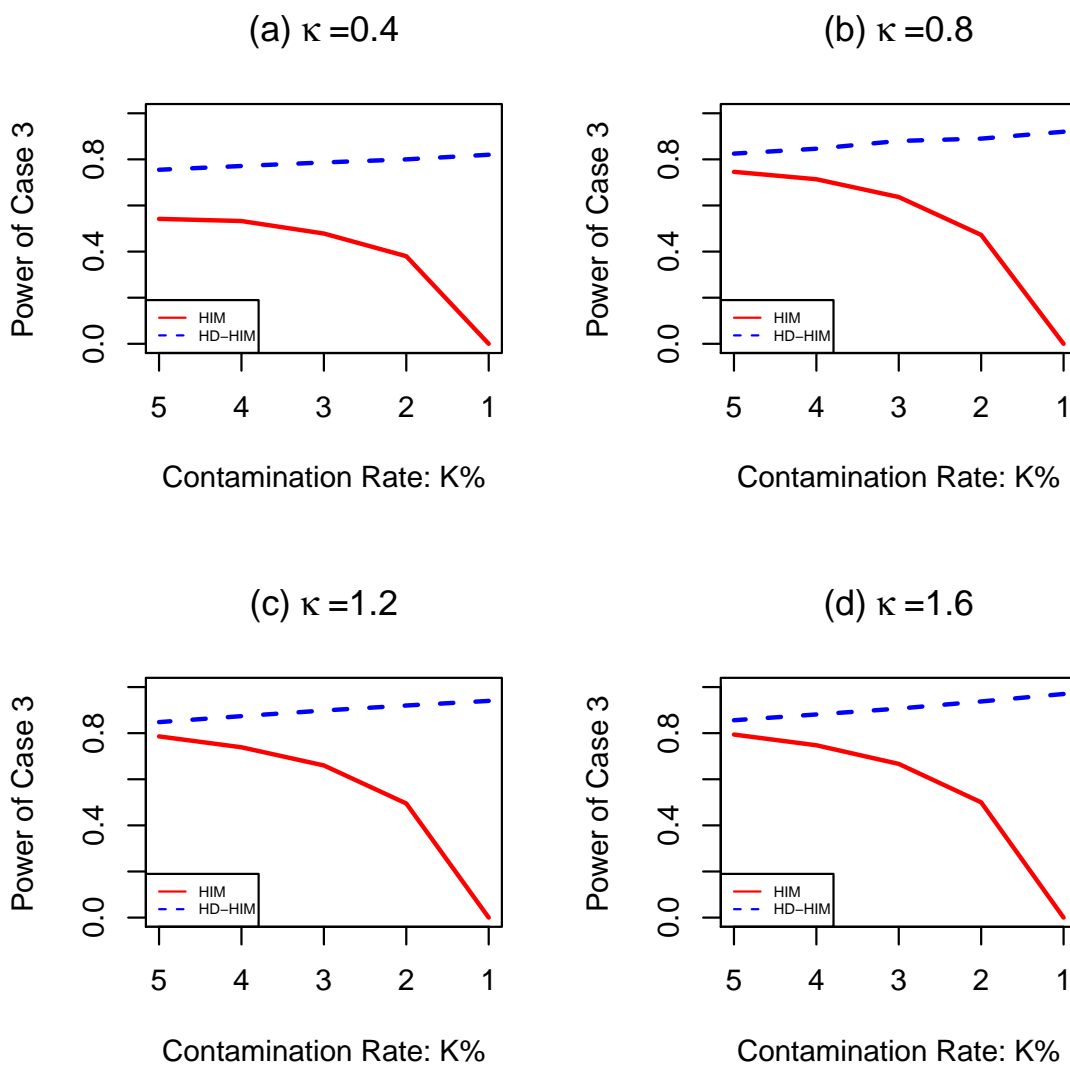 (a) κ =0.4
Power of Case 3
0.0 0.4 0.8
HIM
HD−HIM
5 4 3 2 1
Contamination Rate: K%
(b) κ =0.8
Power of Case 3
0.0 0.4 0.8
HIM
HD−HIM
5 4 3 2 1
Contamination Rate: K%
(c) κ =1.2
Power of Case 3
0.0 0.4 0.8
HIM
HD−HIM
5 4 3 2 1
Contamination Rate: K%
(d) κ =1.6
Power of Case 3
0.0 0.4 0.8
HIM
HD−HIM
5 4 3 2 1
Contamination Rate: K%